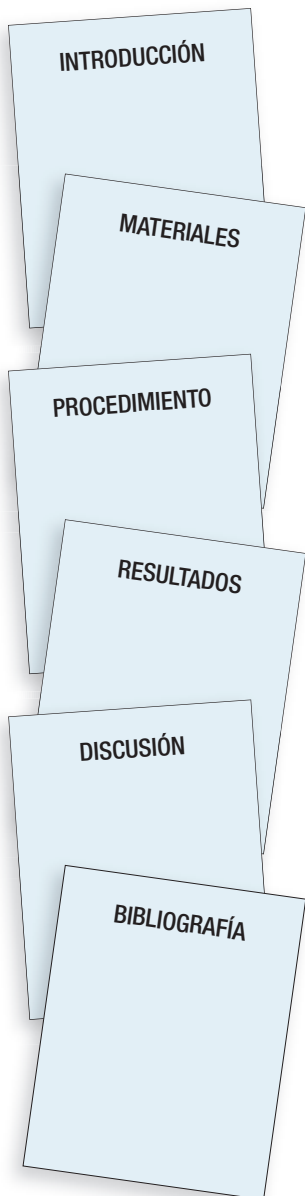 INTRODUCCIÓN
MATERIALES
PROCEDIMIENTO
RESULTADOS
DISCUSIÓN
BIBLIOGRAFÍA